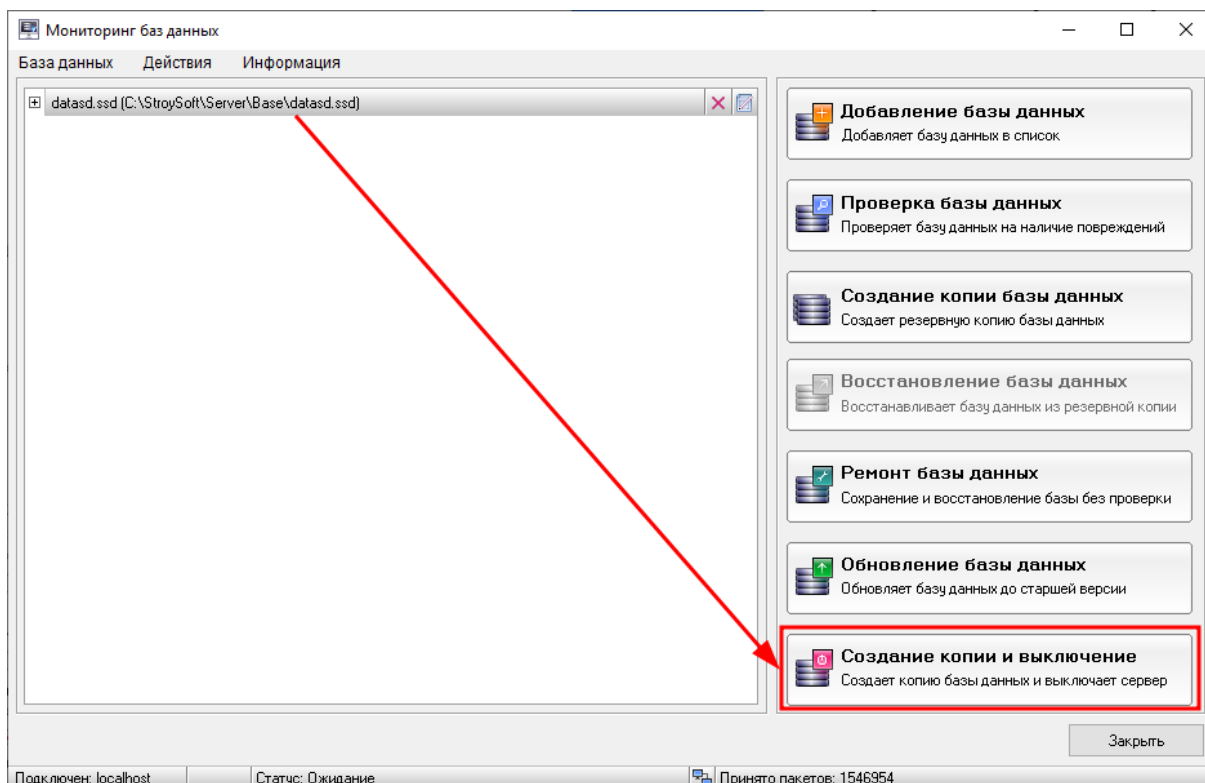 Мониторинг баз данных
База данных Действия Информация
datasd.ssd (C:\StroySoft\Server\Base\datasd.ssd)
Добавление базы данных
Добавляет базу данных в список
Проверка базы данных
Проверяет базу данных на наличие повреждений
Создание копии базы данных
Создает резервную копию базы данных
Восстановление базы данных
Восстанавливает базу данных из резервной копии
Ремонт базы данных
Сохранение и восстановление базы без проверки
Обновление базы данных
Обновляет базу данных до старшей версии
Создание копии и выключение
Создает копию базы данных и выключает сервер
Закрыть
Подключен: localhost Статус: Ожидание Принято пакетов: 1546954